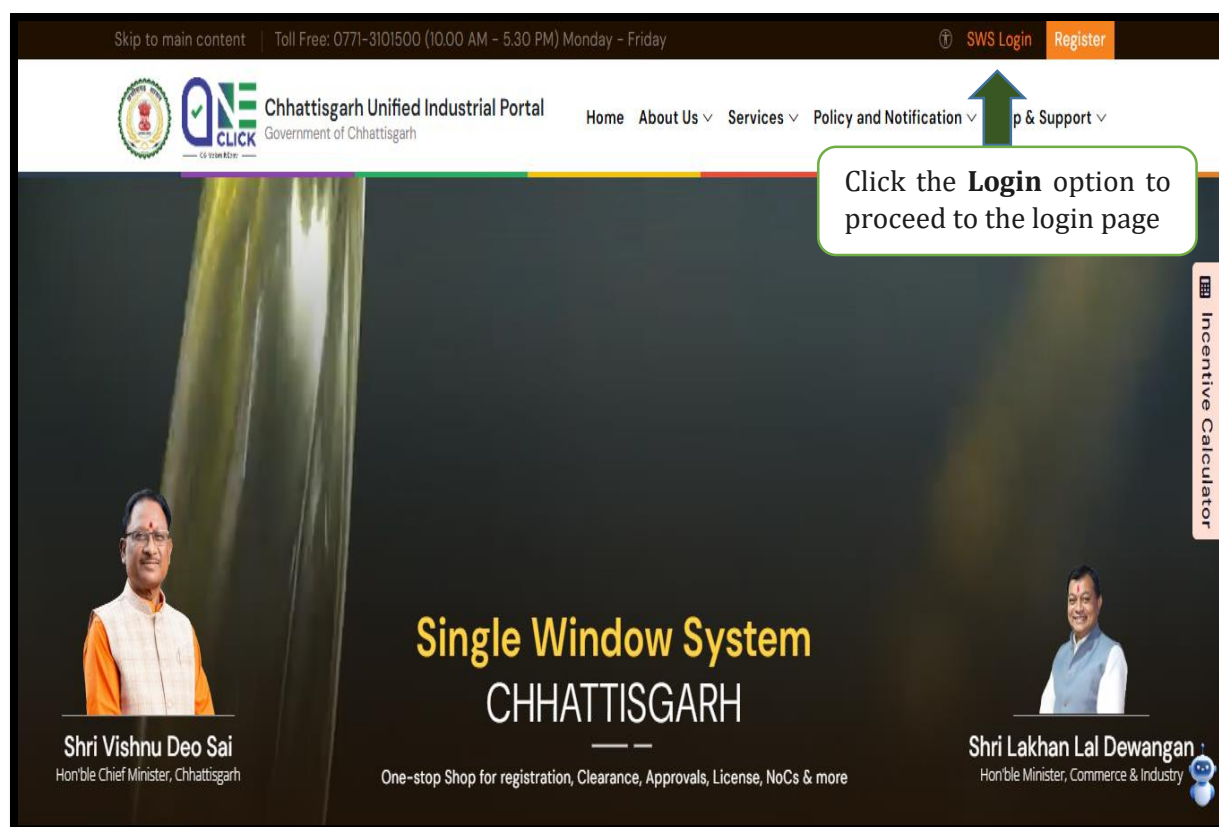 Skip to main content | Toll Free: 0771-3101500 (10.00 AM - 5.30 PM) Monday - Friday
SWS Login Register
ONE
CLICK
Chhattisgarh Unified Industrial Portal
Government of Chhattisgarh
Home About Us Services Policy and Notification p & Support
Click the Login option to
proceed to the login page
Incentive Calculator
Single Window System
CHHATTISGARH
One-stop Shop for registration, Clearance, Approvals, License, NoCs & more
Shri Vishnu Deo Sai
Hon'ble Chief Minister, Chhattisgarh
Shri Lakhan Lal Dewangan
Hon'ble Minister, Commerce & Industry